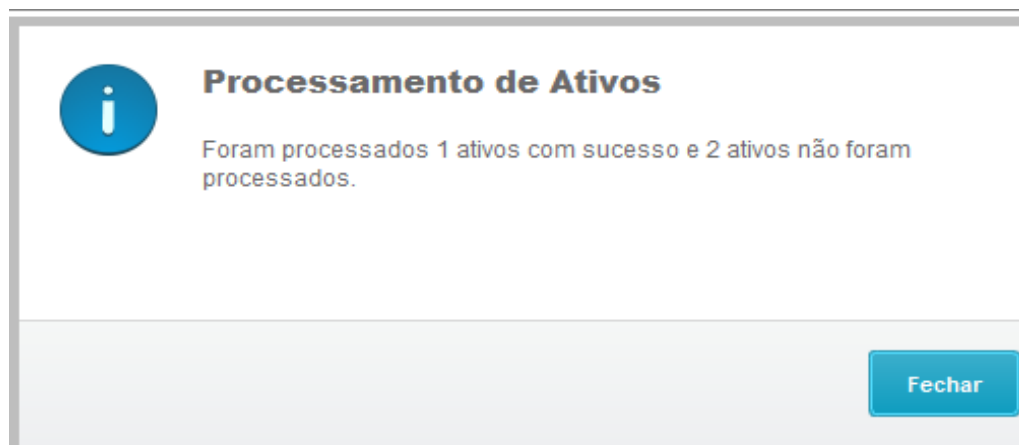 Processamento de Ativos
Foram processados 1 ativos com sucesso e 2 ativos não foram
processados.
Fechar